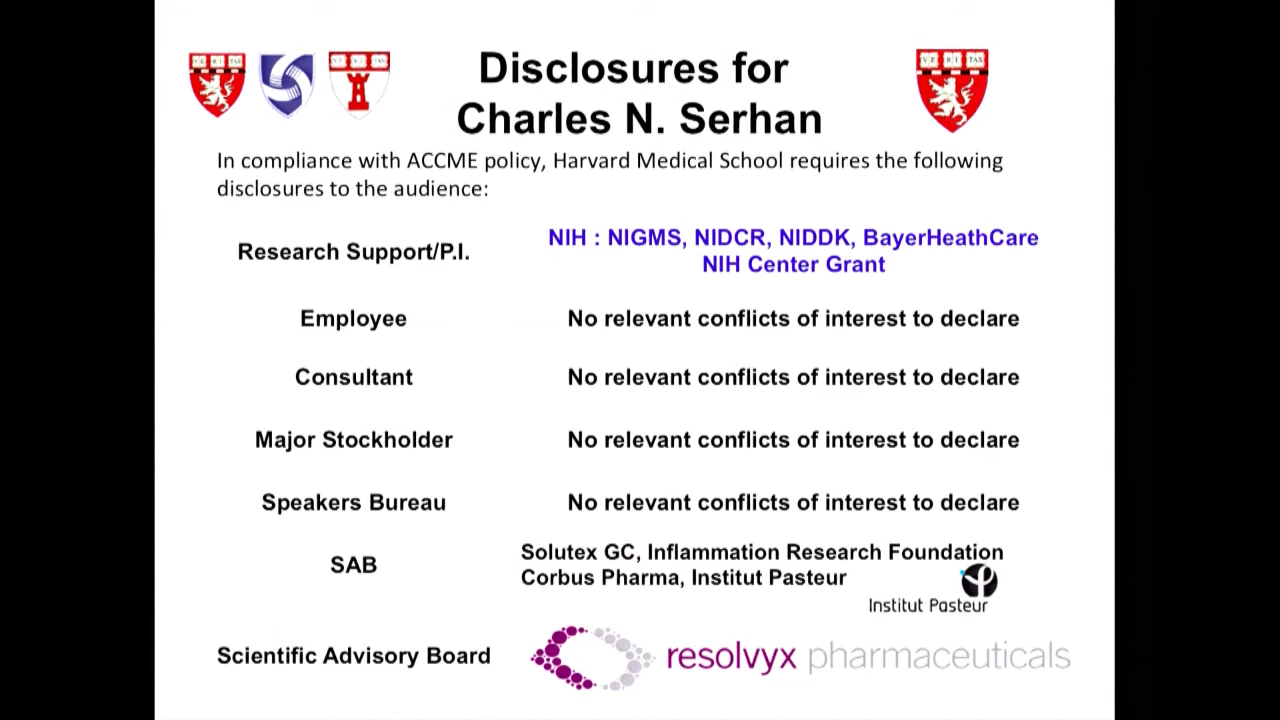 Disclosures for
Charles N. Serhan
In compliance with ACCME policy, Harvard Medical School requires the following
disclosures to the audience:
Research Support/P.I.
NIH : NIGMS, NIDCR, NIDDK, BayerHeathCare
NIH Center Grant
Employee
No relevant conflicts of interest to declare
Consultant
No relevant conflicts of interest to declare
Major Stockholder
No relevant conflicts of interest to declare
Speakers Bureau
No relevant conflicts of interest to declare
SAB
Solutex GC, Inflammation Research Foundation
Corbus Pharma, Institut Pasteur
Institut Pasteur
Scientific Advisory Board
resolvyx pharmaceuticals